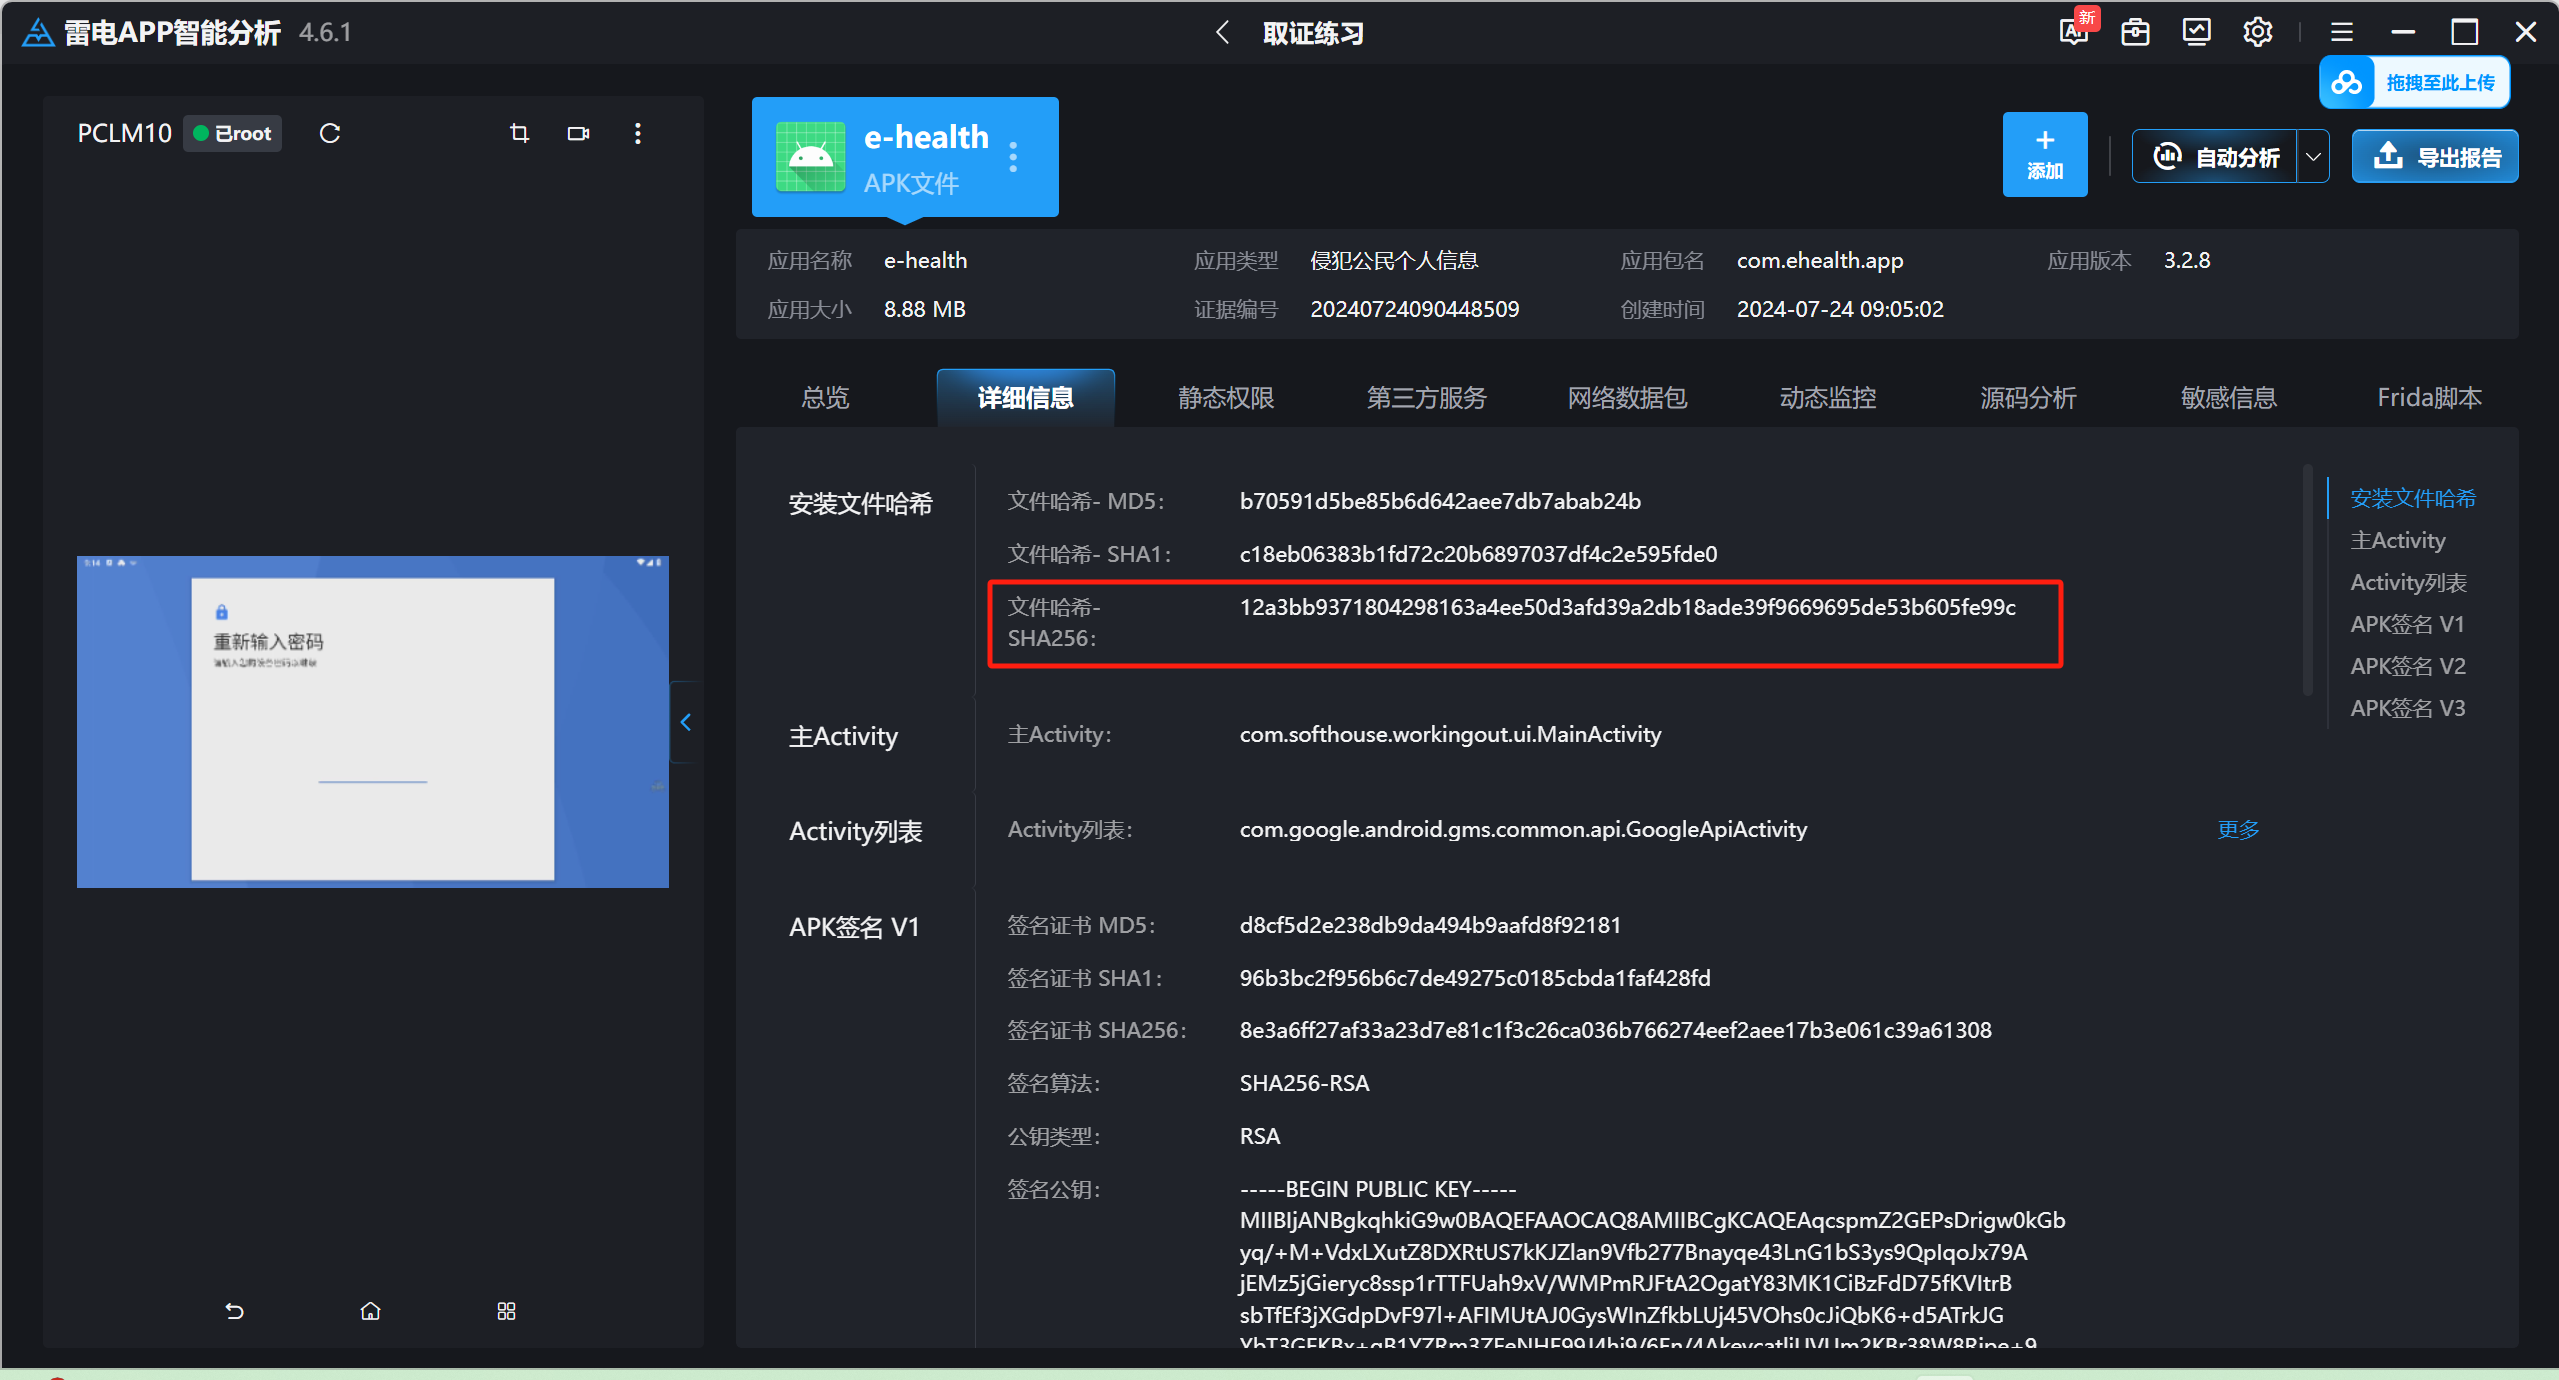 雷电APP智能分析 4.6.1
取证练习
新
拖拽至此上传
PCLM10 已root
e-health
APK文件
添加
自动分析
导出报告
应用名称 e-health 应用类型 侵犯公民个人信息 应用包名 com.ehealth.app 应用版本 3.2.8
应用大小 8.88 MB 证据编号 20240724090448509 创建时间 2024-07-24 09:05:02
总览 详细信息 静态权限 第三方服务 网络数据包 动态监控 源码分析 敏感信息 Frida脚本
安装文件哈希
文件哈希- MD5: b70591d5be85b6d642aee7db7abab24b
文件哈希- SHA1: c18eb06383b1fd72c20b6897037df4c2e595fde0
文件哈希- 12a3bb9371804298163a4ee50d3afd39a2db18ade39f9669695de53b605fe99c
SHA256:
主Activity
主Activity: com.softhouse.workingout.ui.MainActivity
Activity列表
Activity列表: com.google.android.gms.common.api.GoogleApiActivity 更多
APK签名 V1
签名证书 MD5: d8cf5d2e238db9da494b9aafd8f92181
签名证书 SHA1: 96b3bc2f956b6c7de49275c0185cbda1faf428fd
签名证书 SHA256: 8e3a6ff27af33a23d7e81c1f3c26ca036b766274eef2aee17b3e061c39a61308
签名算法: SHA256-RSA
公钥类型: RSA
签名公钥: -----BEGIN PUBLIC KEY-----
MIIBIjANBgkqhkiG9w0BAQEFAAOCAQ8AMIIBCgKCAQEAqcspmZ2GEPsDrigw0kGb
yq/+M+VdxLXutZ8DXRtUS7kKJZlan9Vfb277Bnayqe43LnG1bS3ys9QpIqoJx79A
jEMz5jGieryc8ssp1rTTFUah9xV/WMPmRJFtA2OgatY83MK1CiBzFdD75fKVItrB
sbTfEf3jXGdpDvF97l+AFIMUtAJ0GysWInZfkbLUj45VOhs0cJiQbK6+d5ATrkJG
安装文件哈希
主Activity
Activity列表
APK签名 V1
APK签名 V2
APK签名 V3
重新输入密码